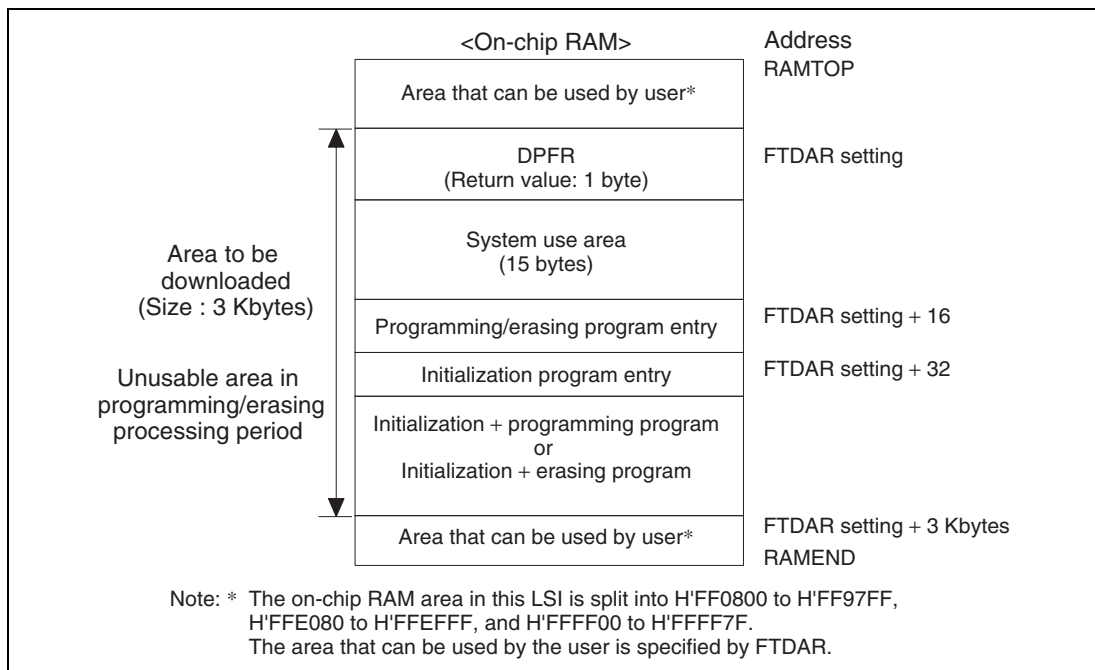 <On-chip RAM>
Address
RAMTOP
Area that can be used by user*
DPFR
(Return value: 1 byte)
FTDAR setting
System use area
(15 bytes)
Area to be
downloaded
(Size : 3 Kbytes)
Programming/erasing program entry
FTDAR setting + 16
Initialization program entry
FTDAR setting + 32
Unusable area in
programming/erasing
processing period
Initialization + programming program
or
Initialization + erasing program
Area that can be used by user*
FTDAR setting + 3 Kbytes
RAMEND
Note: * The on-chip RAM area in this LSI is split into H'FF0800 to H'FF97FF,
H'FFE080 to H'FFEFFF, and H'FFFF00 to H'FFFF7F.
The area that can be used by the user is specified by FTDAR.